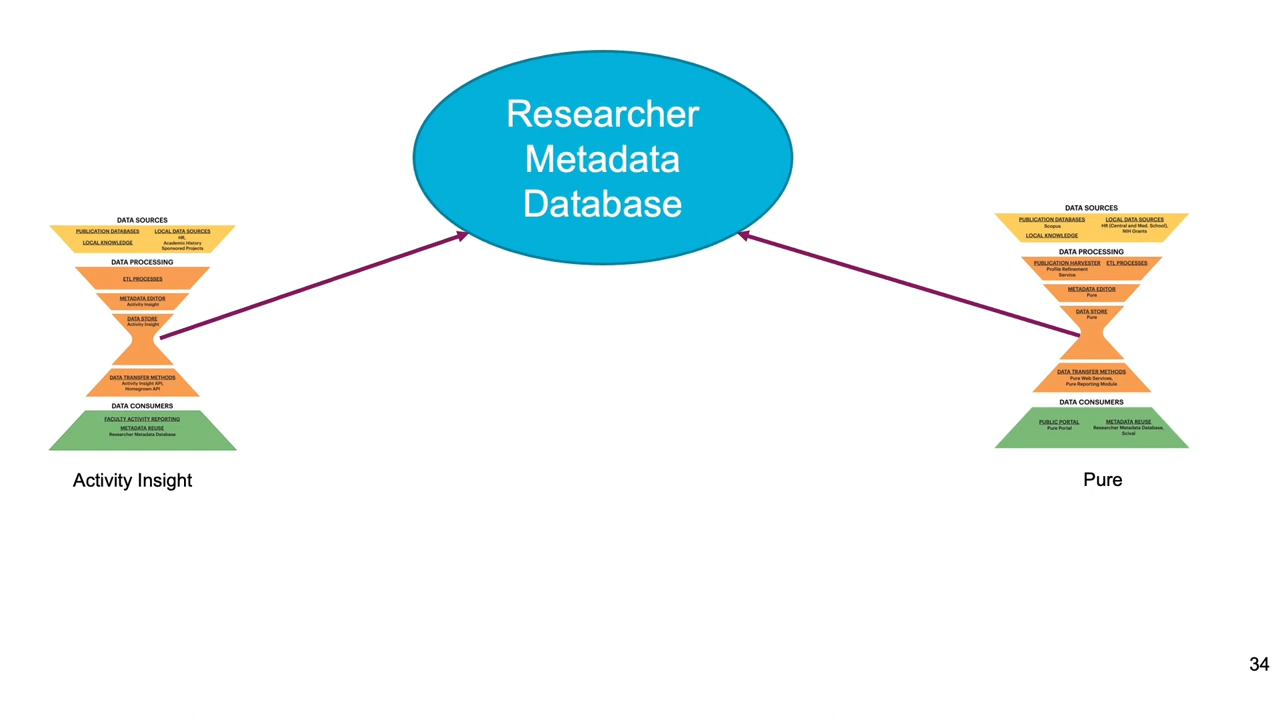 Researcher
Metadata
Database
DATA SOURCES
PUBLICATION DATABASES
LOCAL KNOWLEDGE
LOCAL DATA SOURCES
HR,
Academic History
Sponsored Projects
DATA PROCESSING
ETL PROCESSES
METADATA EDITOR
Activity Insight
DATA STORE
Activity Insight
DATA TRANSFER METHODS
Activity Insight API,
Homegrown API
DATA CONSUMERS
FACULTY ACTIVITY REPORTING
METADATA REUSE
Researcher Metadata Database
Activity Insight
DATA SOURCES
PUBLICATION DATABASES
Scopus
LOCAL KNOWLEDGE
LOCAL DATA SOURCES
HR (Central and Med, School),
NIH Grants
DATA PROCESSING
PUBLICATION HARVESTER
Profile Refinement
Service
ETL PROCESSES
METADATA EDITOR
Pure
DATA STORE
Pure
DATA TRANSFER METHODS
Pure Web Services,
Pure Reporting Module
DATA CONSUMERS
PUBLIC PORTAL
Pure Portal
METADATA REUSE
Researcher Metadata Database,
Scival
Pure
34